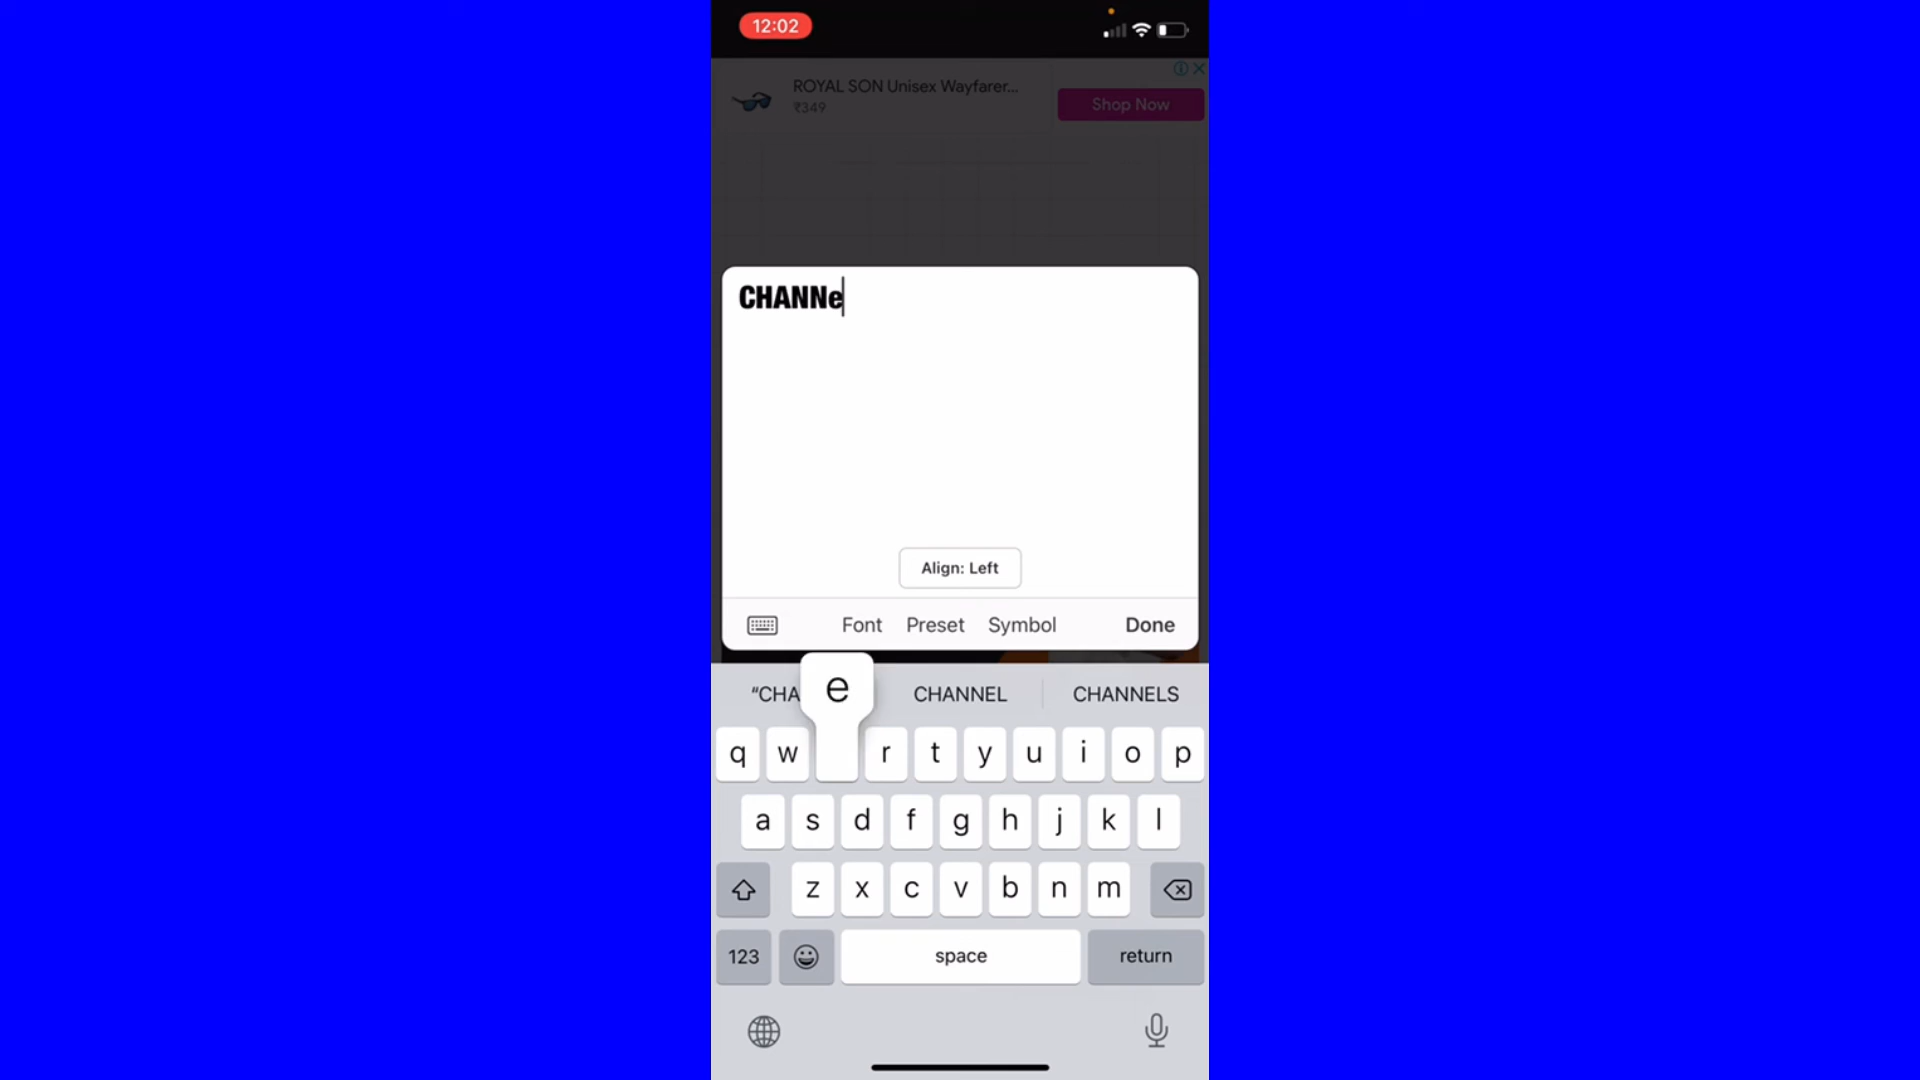 12:02
ROYAL SON Unisex Wayfarer...
₹349
Shop Now
CHANNe
Align: Left
Font Preset Symbol Done
“CHA CHANNEL CHANNELS
e
q w r t y u i o p
a s d f g h j k l
z x c v b n m
123 space return